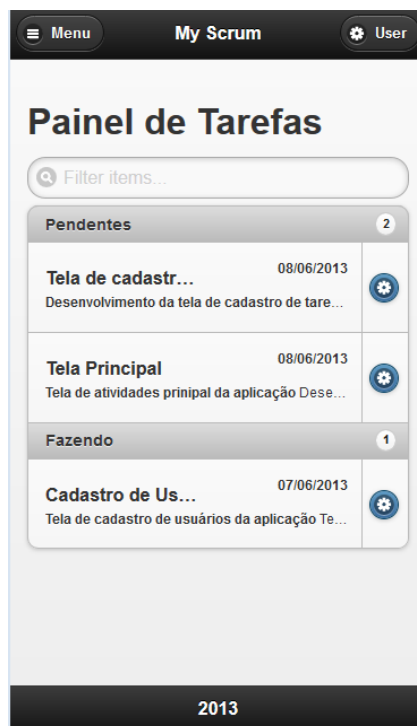 Menu
My Scrum
User
Painel de Tarefas
Filter items...
Pendentes
2
Tela de cadastr...
08/06/2013
Desenvolvimento da tela de cadastro de tare...
Tela Principal
08/06/2013
Tela de atividades prinipal da aplicação Dese...
Fazendo
1
Cadastro de Us...
07/06/2013
Tela de cadastro de usuários da aplicação Te...
2013